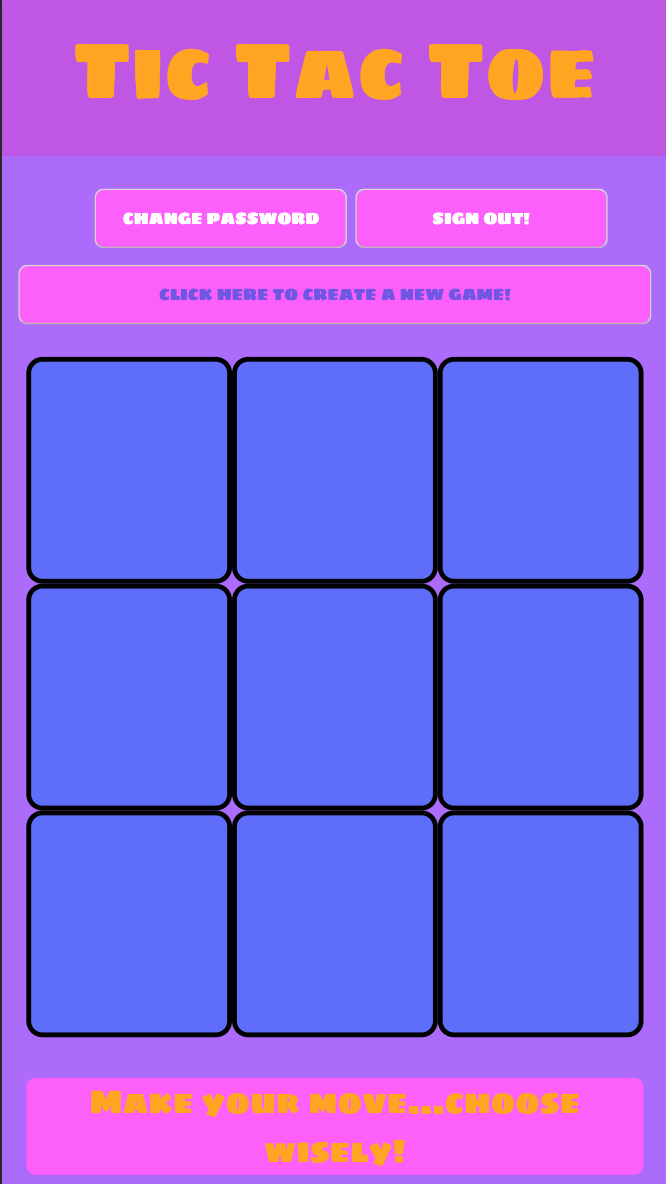 Tic Tac Toe
CHANGE PASSWORD
SIGN OUT!
CLICK HERE TO CREATE A NEW GAME!
Make your move...choose
wisely!